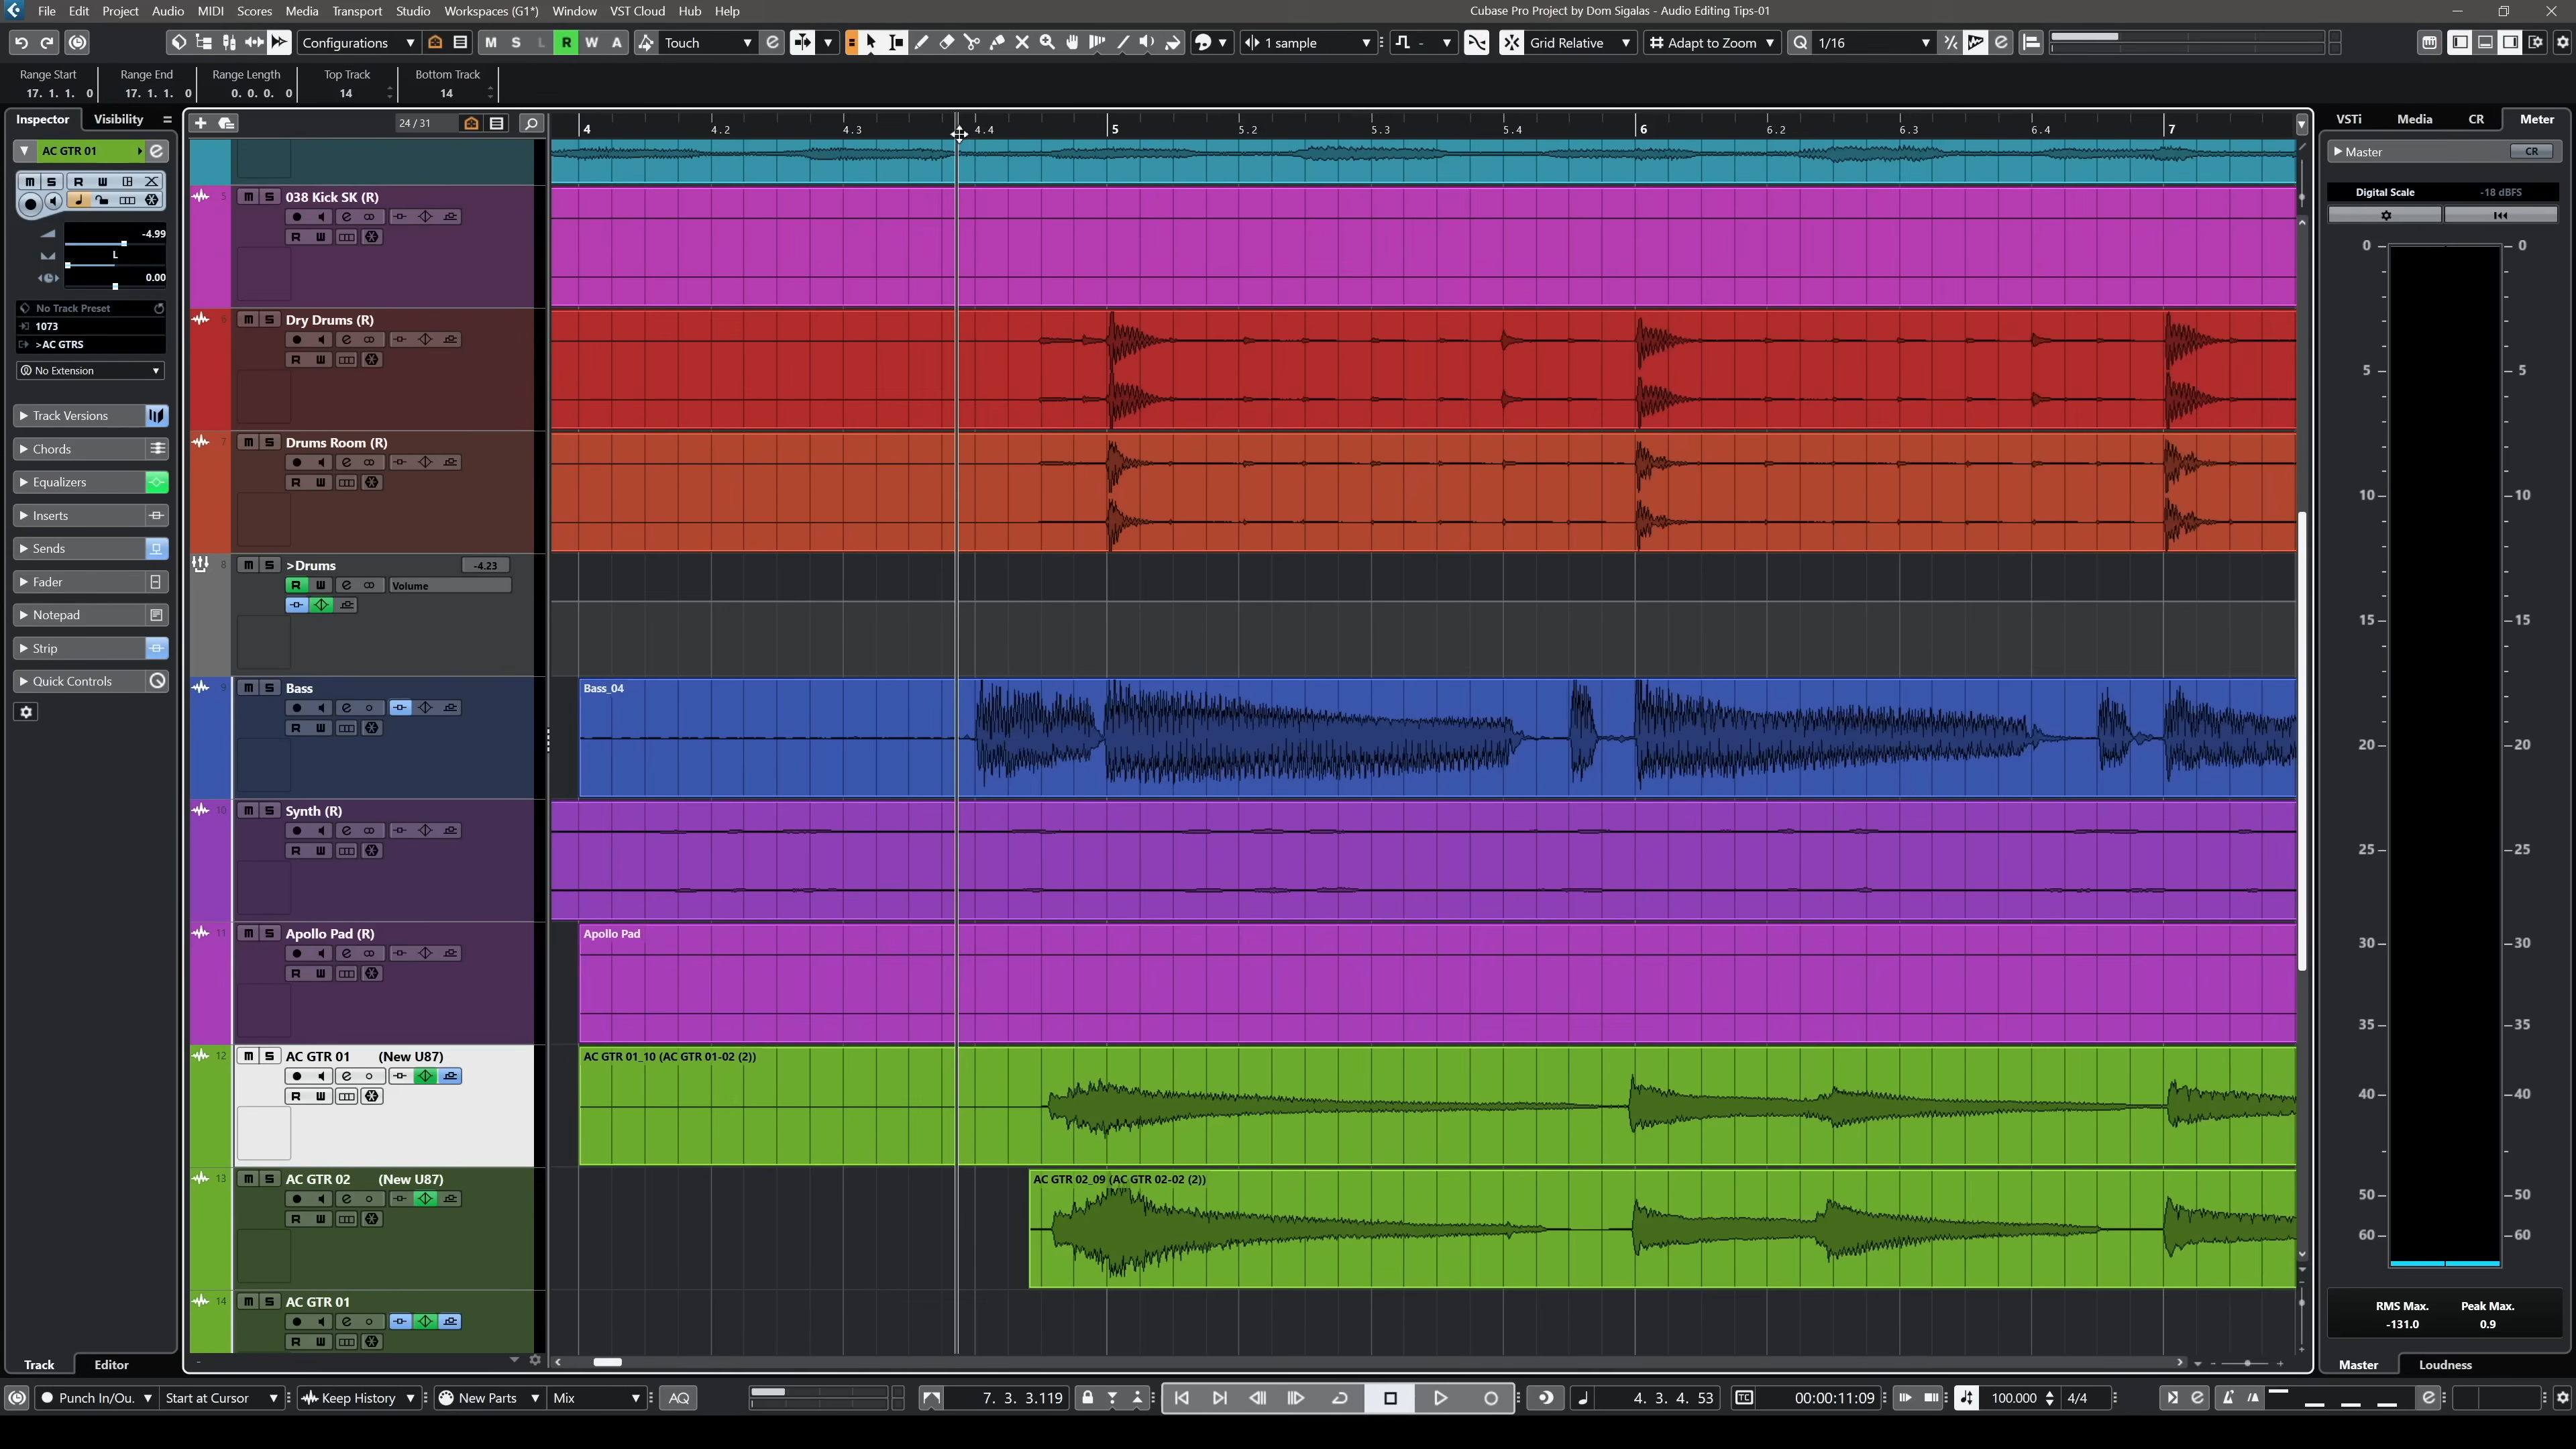 File Edit Project Audio MIDI Scores Media Transport Studio Workspaces (G1*) Window VST Cloud Hub Help
Cubase Pro Project by Dom Sigalas - Audio Editing Tips-01
Configurations M S L R W A Touch 1 sample - Grid Relative Adapt to Zoom 1/16
Range Start Range End Range Length Top Track Bottom Track
17. 1. 1. 0 17. 1. 1. 0 0. 0. 0. 0 14 14
Inspector Visibility 24 / 31
4 4.2 4.3 4.4 5 5.2 5.3 5.4 6 6.2 6.3 6.4 7
VSTi Media CR Meter
AC GTR 01
M S R W
-4.99
L
0.00
No Track Preset
1073
>AC GTRS
No Extension
Track Versions
Chords
Equalizers
Inserts
Sends
Fader
Notepad
Strip
Quick Controls
5 M S 038 Kick SK (R)
R W
M S Dry Drums (R)
R W
7 M S Drums Room (R)
R W
8 M S >Drums -4.23
R W Volume
9 M S Bass
R W
10 M S Synth (R)
R W
11 M S Apollo Pad (R)
R W
12 M S AC GTR 01 (New U87)
R W
13 M S AC GTR 02 (New U87)
R W
14 M S AC GTR 01
R W
Bass_04
Apollo Pad
AC GTR 01_10 (AC GTR 01-02 (2))
AC GTR 02_09 (AC GTR 02-02 (2))
Master CR
Digital Scale -18 dBFS
0 0
5 5
10 10
15 15
20 20
25 25
30 30
35 35
40 40
50 50
60 60
RMS Max. Peak Max.
-131.0 0.9
Track Editor
Master Loudness
Punch In/Ou. Start at Cursor Keep History New Parts Mix AQ 7. 3. 3.119 4. 3. 4. 53 TC 00:00:11:09 100.000 4/4